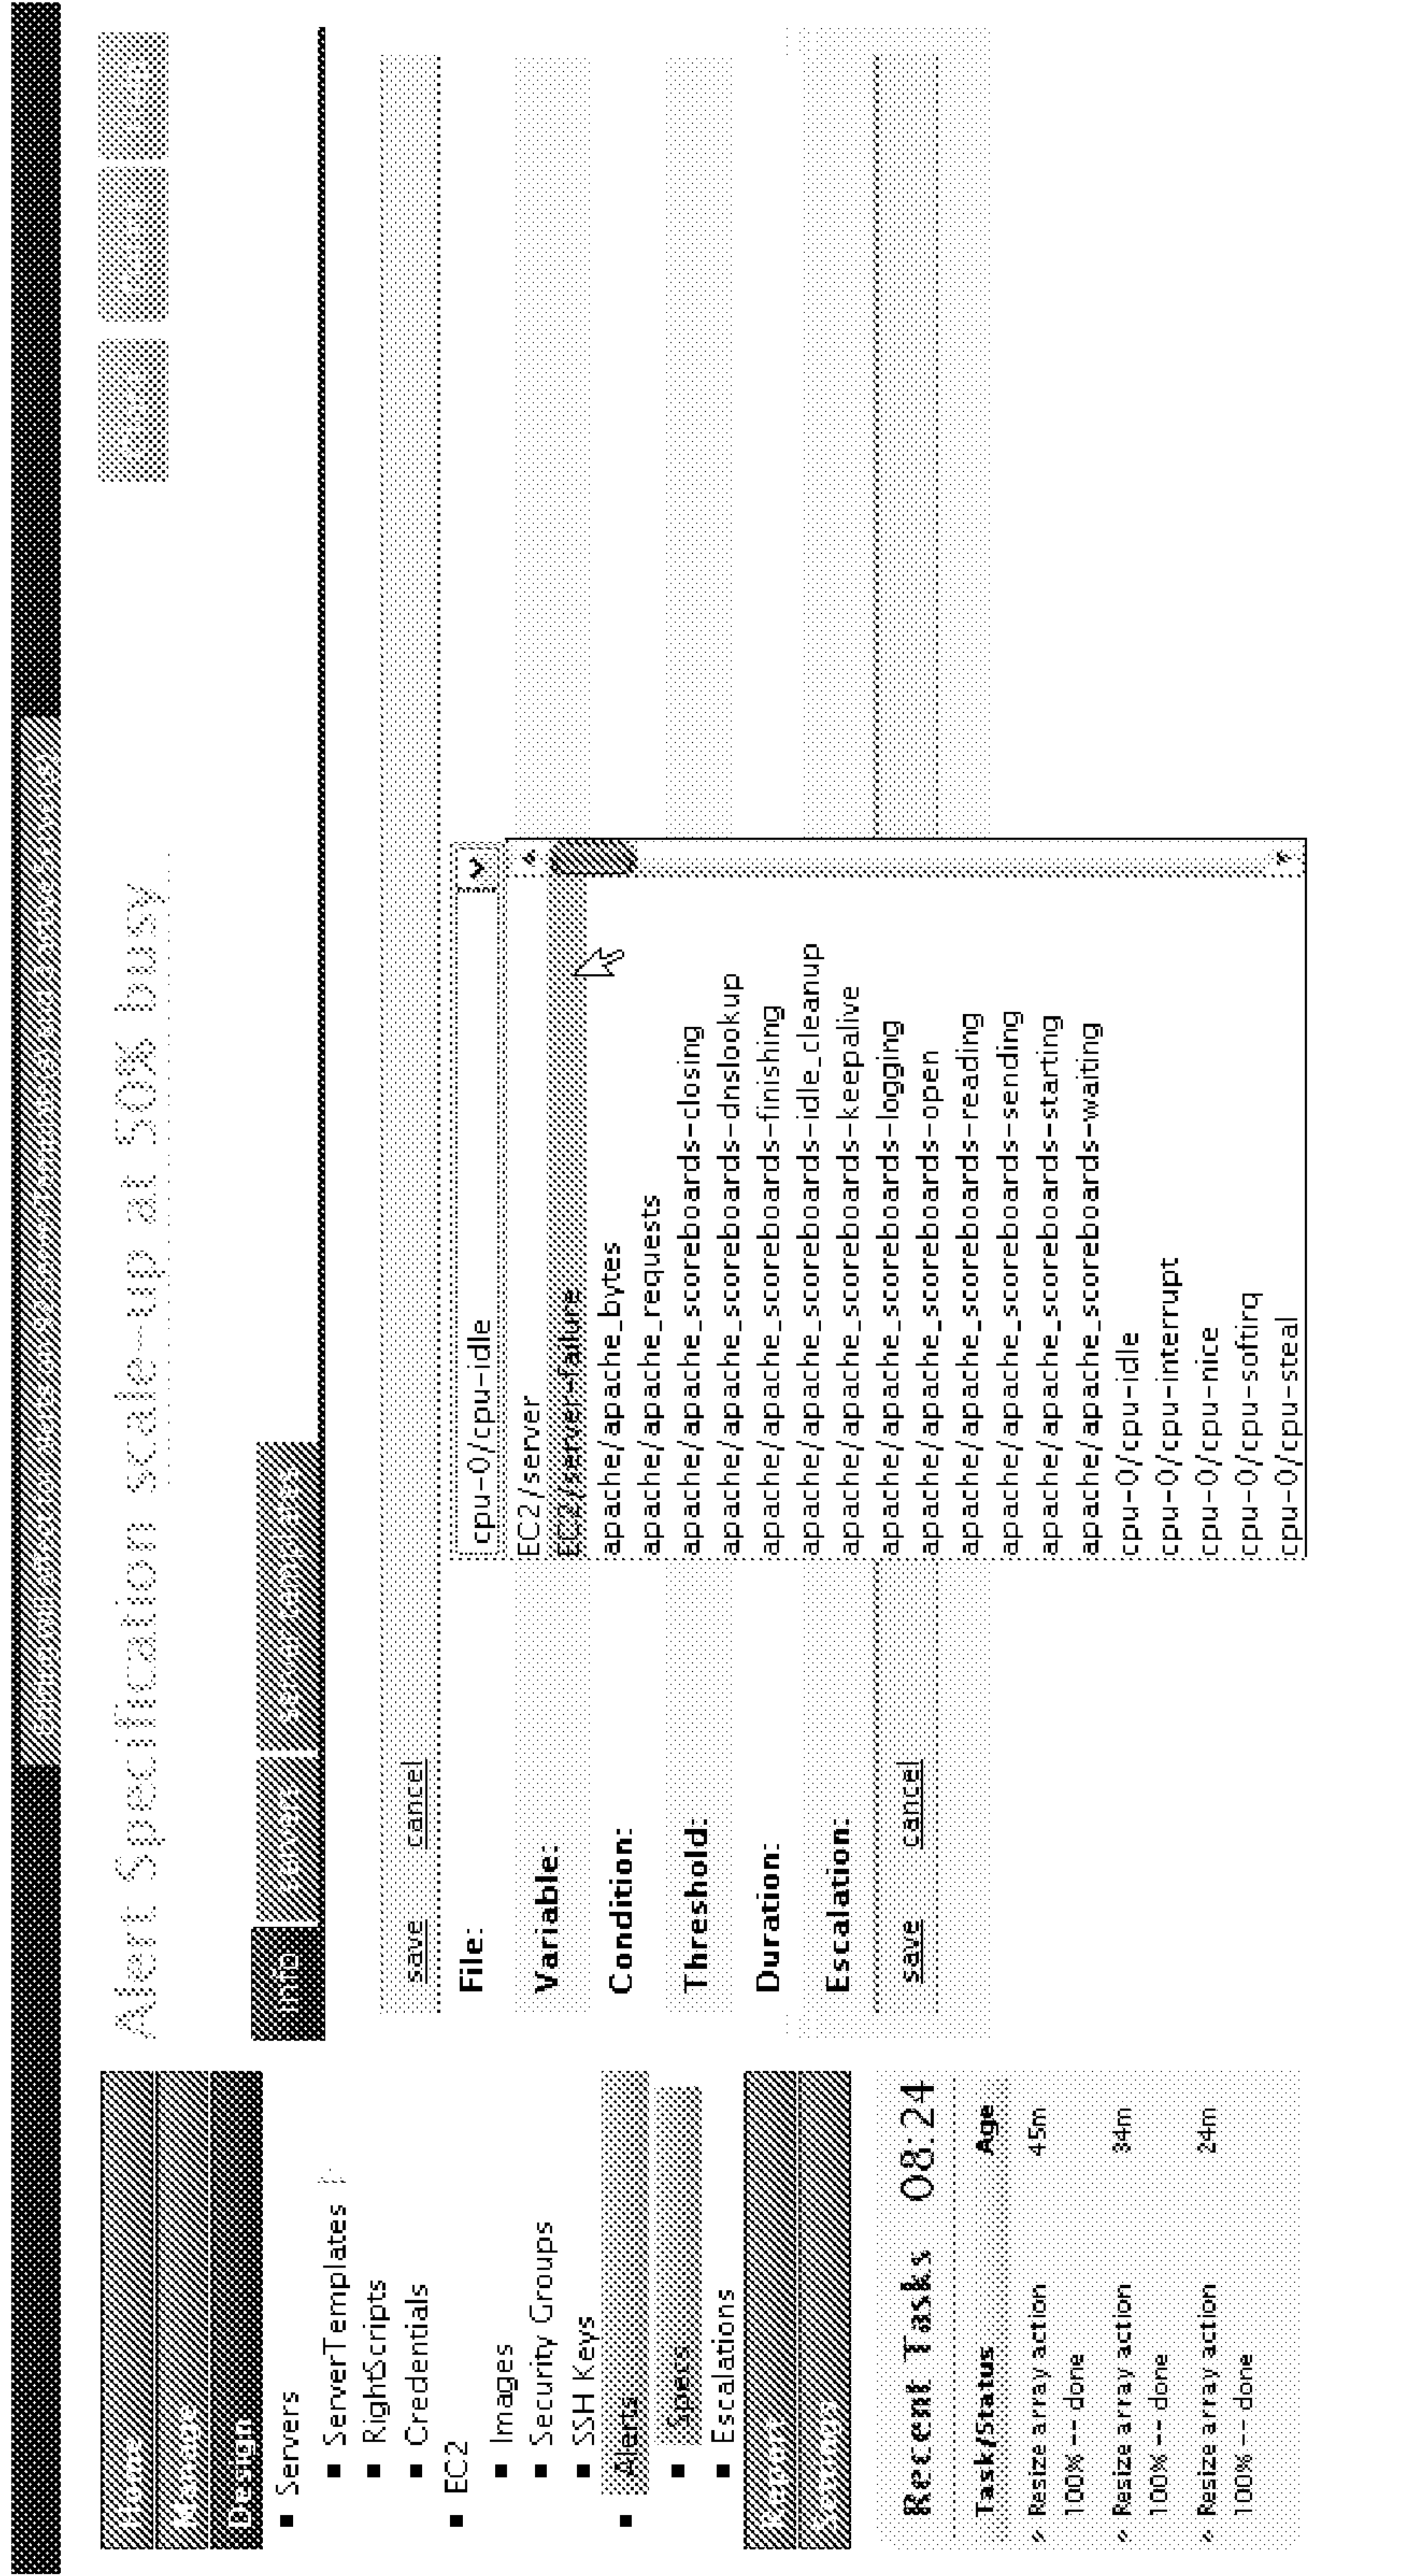 Alert Specification scale-up at 50% busy
Info
save cancel
File:
cpu-0/cpu-idle
Variable:
Condition:
Threshold:
Duration:
Escalation:
save cancel
EC2/server
EC2/server-failure
apache/apache_bytes
apache/apache_requests
apache/apache_scoreboards-closing
apache/apache_scoreboards-dnslookup
apache/apache_scoreboards-finishing
apache/apache_scoreboards-idle_cleanup
apache/apache_scoreboards-keepalive
apache/apache_scoreboards-logging
apache/apache_scoreboards-open
apache/apache_scoreboards-reading
apache/apache_scoreboards-sending
apache/apache_scoreboards-starting
apache/apache_scoreboards-waiting
cpu-0/cpu-idle
cpu-0/cpu-interrupt
cpu-0/cpu-nice
cpu-0/cpu-softirq
cpu-0/cpu-steal
Home
Manage
Design
Servers
ServerTemplates
RightScripts
Credentials
EC2
Images
Security Groups
SSH Keys
Alerts
Specs
Escalations
Settings
Recent Tasks 08:24
Task/Status Age
Resize array action 45m
100% -- done
Resize array action 34m
100% -- done
Resize array action 24m
100% -- done